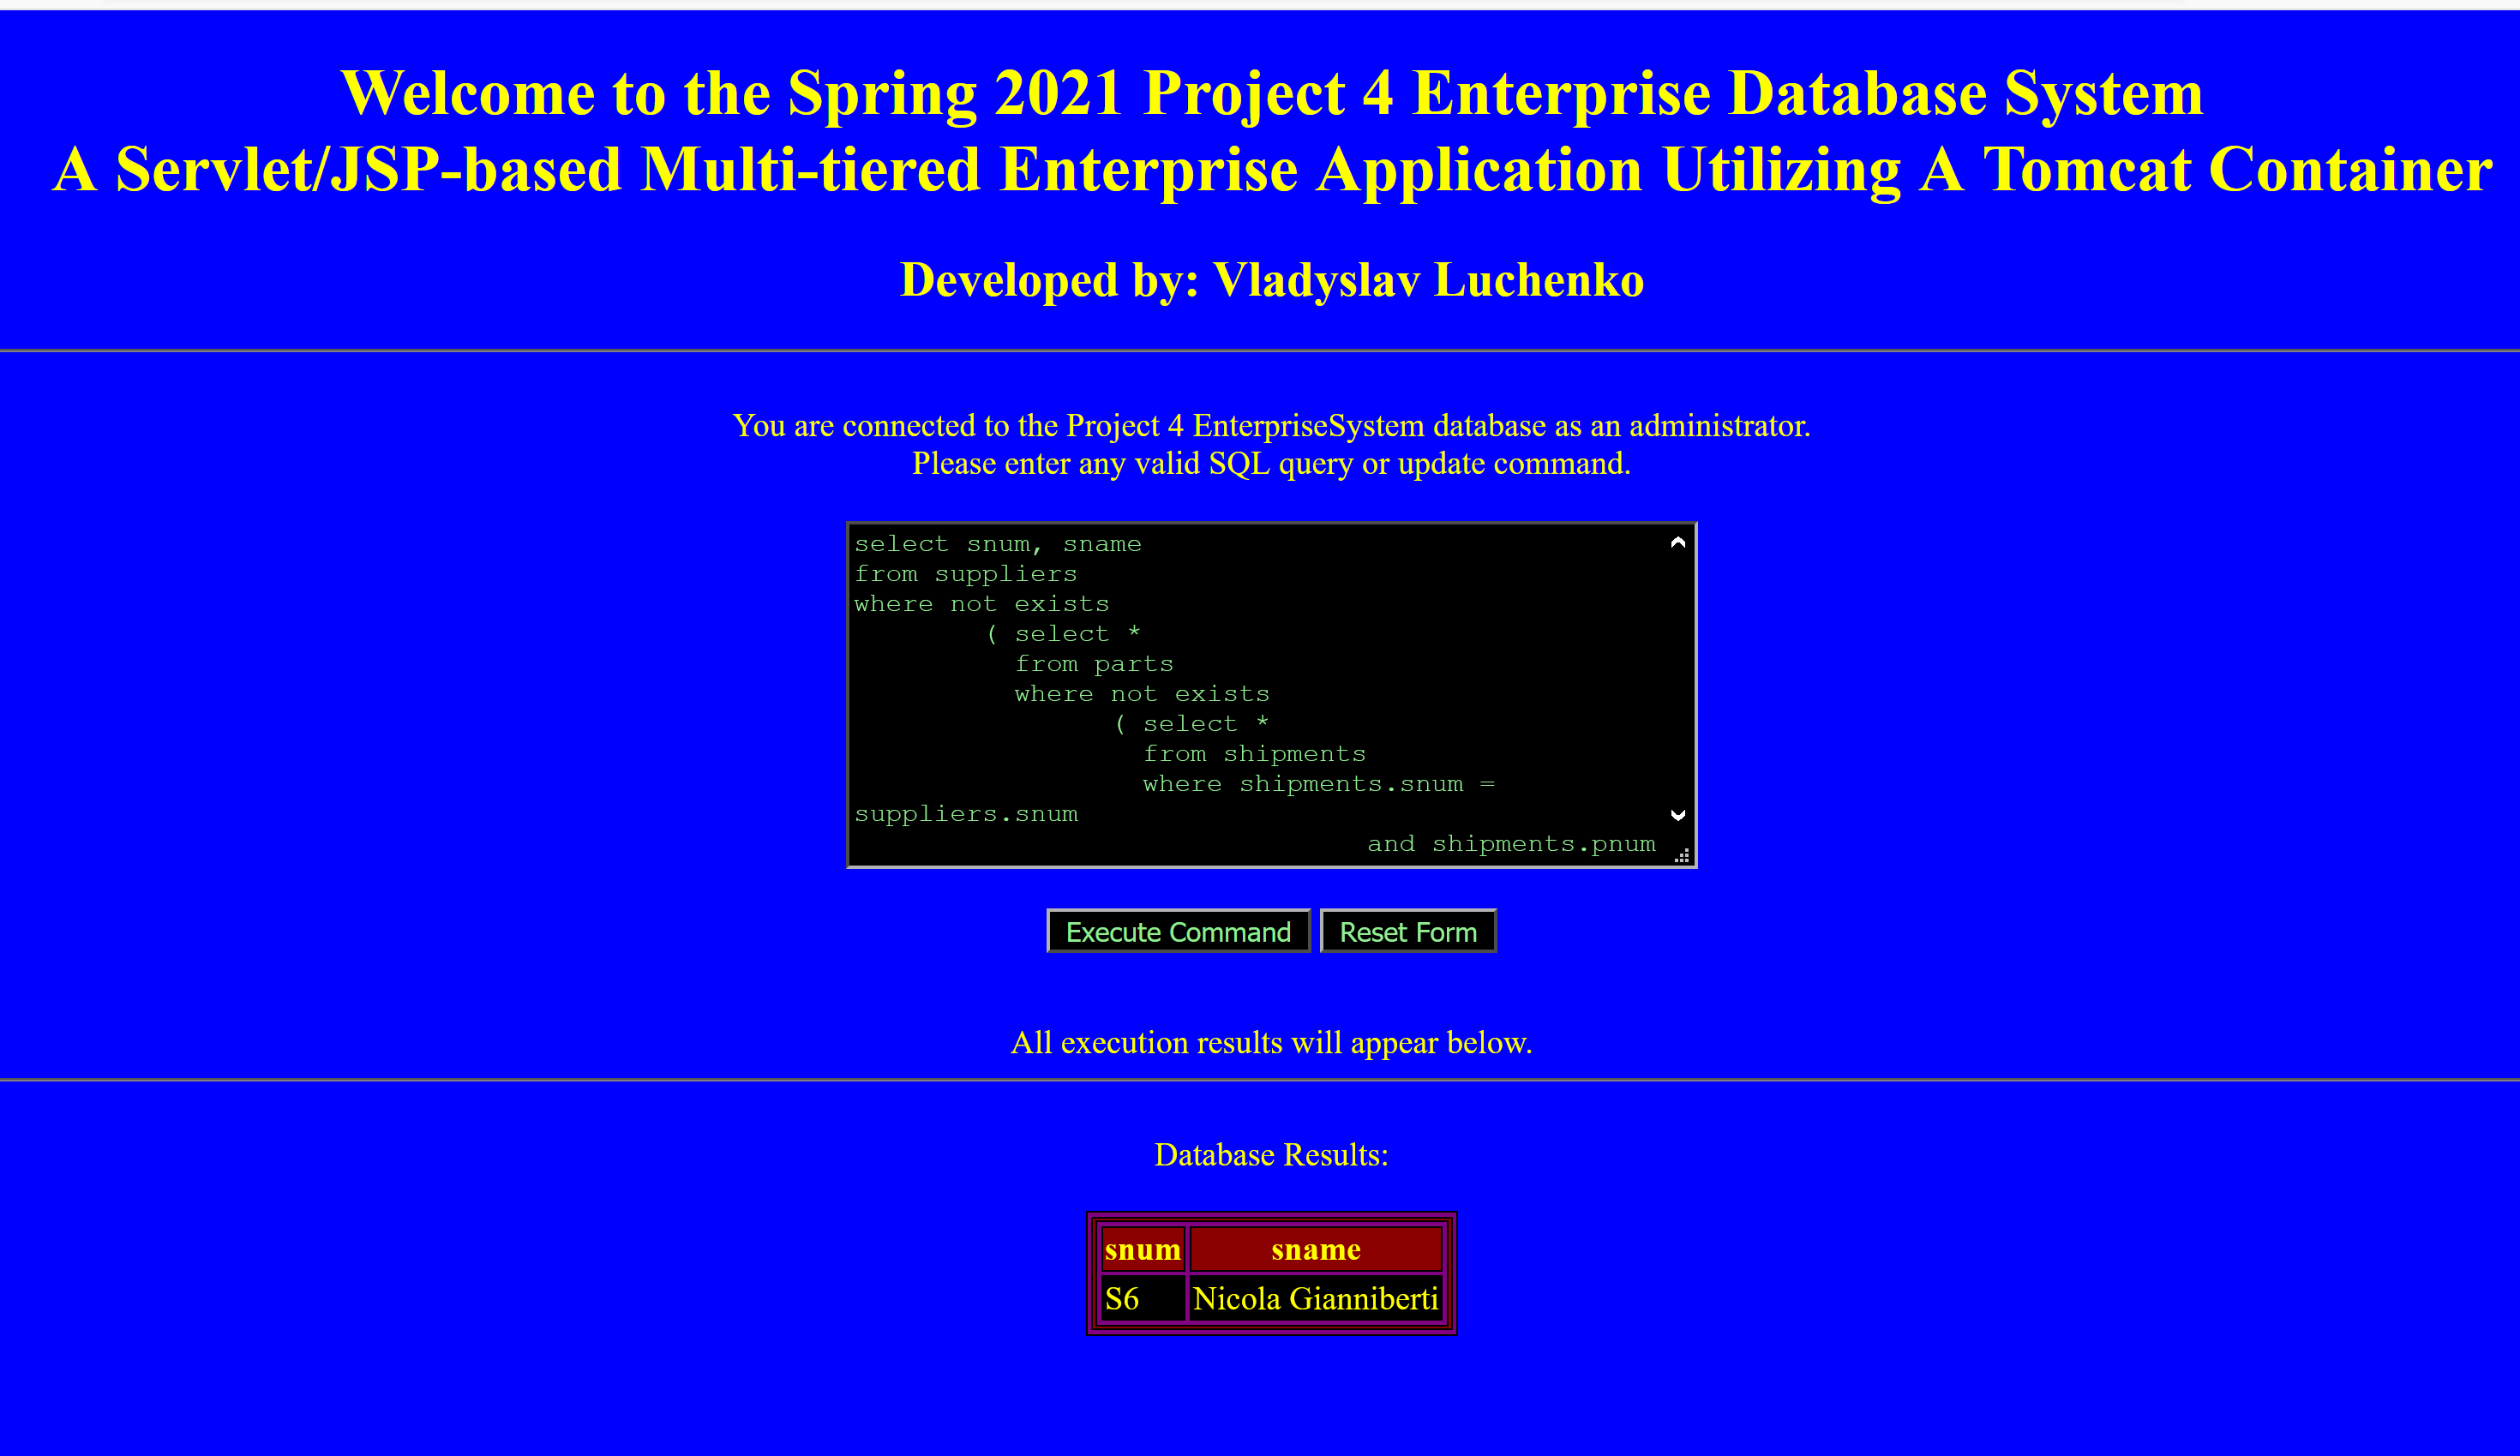 Welcome to the Spring 2021 Project 4 Enterprise Database System
A Servlet/JSP-based Multi-tiered Enterprise Application Utilizing A Tomcat Container
Developed by: Vladyslav Luchenko
You are connected to the Project 4 EnterpriseSystem database as an administrator.
Please enter any valid SQL query or update command.
select snum, sname
from suppliers
where not exists
( select *
from parts
where not exists
( select *
from shipments
where shipments.snum =
suppliers.snum
and shipments.pnum
Execute Command Reset Form
All execution results will appear below.
Database Results:
snum sname
S6 Nicola Gianniberti